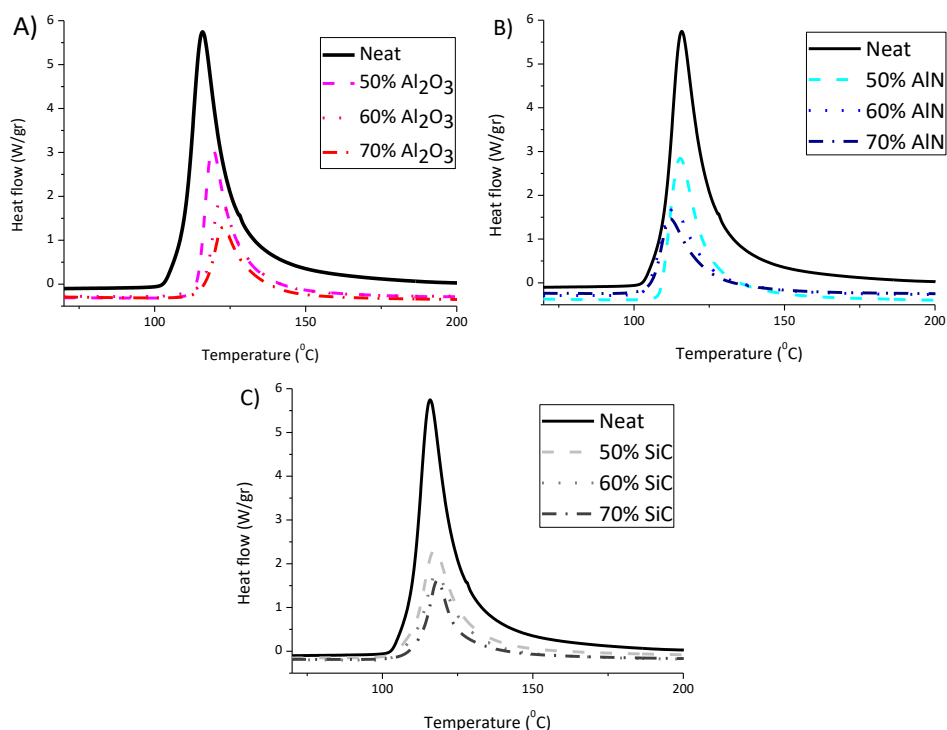 A)
6
5
4
3
2
1
0
Heat flow (W/gr)
100
125
150
200
Temperature (⁰C)
Neat
50% Al₂O₃
60% Al₂O₃
70% Al₂O₃
B)
6
5
4
3
2
1
0
Heat flow (W/gr)
100
125
150
200
Temperature (⁰C)
Neat
50% AlN
60% AlN
70% AlN
C)
6
5
4
3
2
1
0
Heat flow (W/gr)
100
150
200
Temperature (⁰C)
Neat
50% SiC
60% SiC
70% SiC